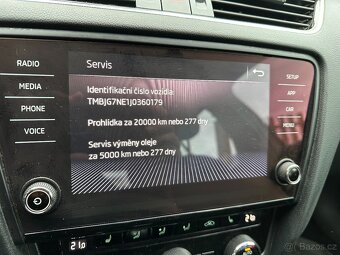 Servis
RADIO
MEDIA
PHONE
VOICE
SETUP
APP
CAR
MENU
Identifikační číslo vozidla:
TMBJG7NE1J0360179
Prohlídka za 20000 km nebo 277 dny
Servis výměny oleje
za 5000 km nebo 277 dny
21.0
Bazoš.cz